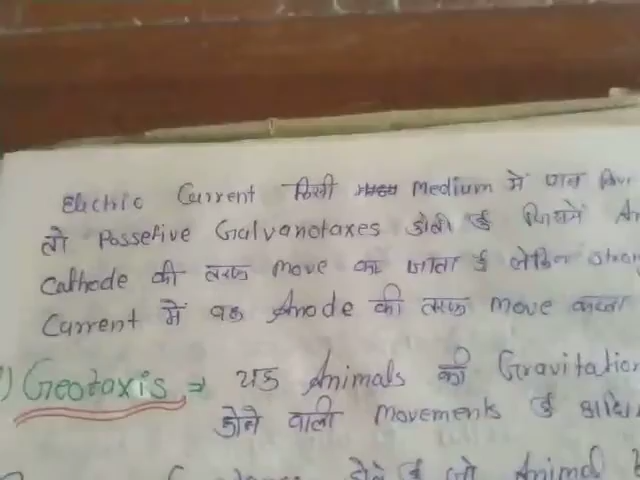 Electric Current किसी Medium में पास
तो Possetive Galvanotaxes होती है जिसमें
Cathode की तरफ move कर जाता है लेकिन
Current में वह Anode की तरफ move करता
Geotaxis ⇒ यह Animals की Gravitation
होने वाली movements है
होते है जो Animal